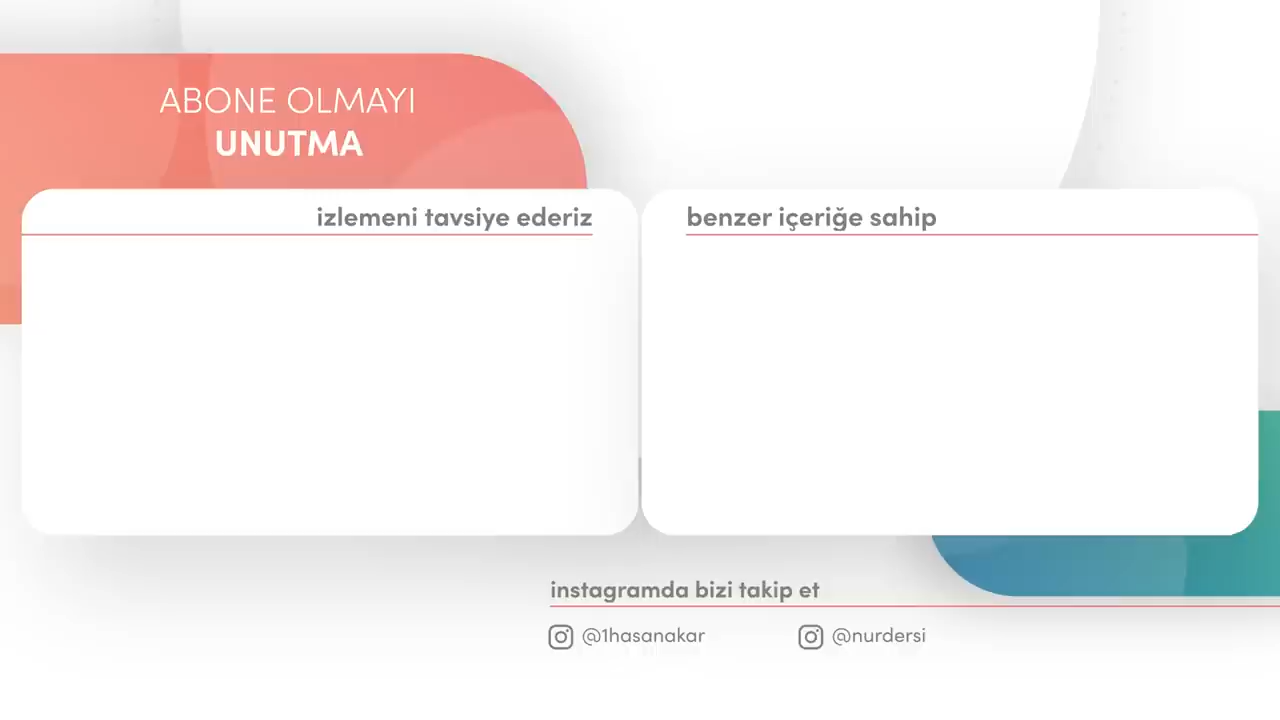 ABONE OLMAYI
UNUTMA
izlemeni tavsiye ederiz
benzer içeriğe sahip
instagramda bizi takip et
@1hasanakar
@nurdersi